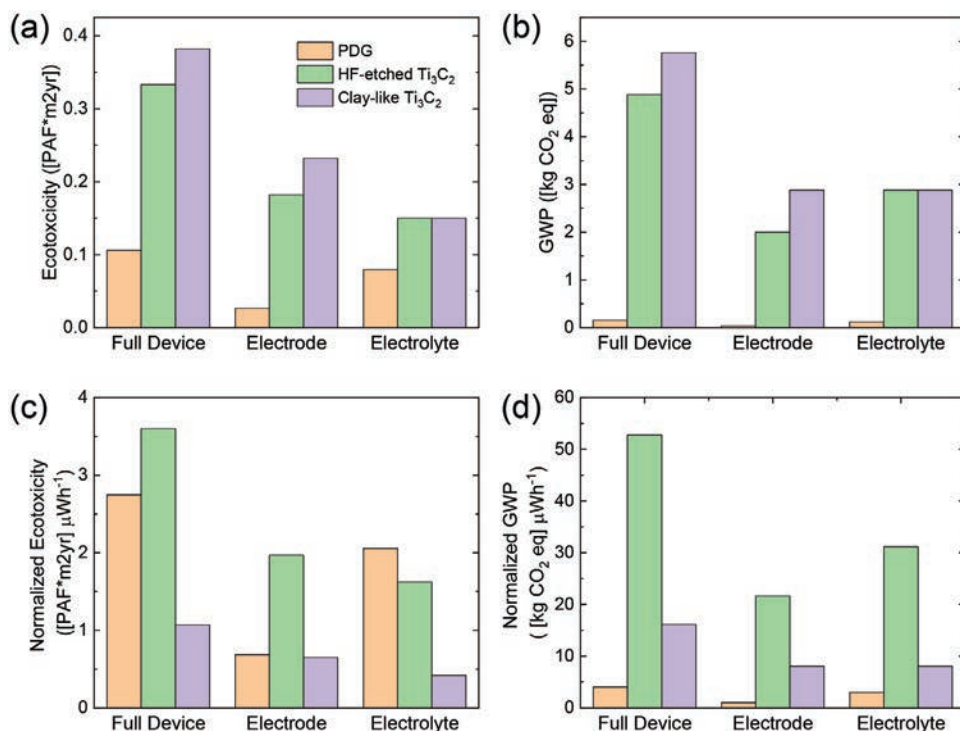 (a)
Ecotoxcicity ([PAF*m2yr])
0.4
0.3
0.2
0.1
0.0
PDG
HF-etched Ti₃C₂
Clay-like Ti₃C₂
Full Device Electrode Electrolyte
(b)
GWP ([kg CO₂ eq])
6
5
4
3
2
1
0
Full Device Electrode Electrolyte
(c)
Normalized Ecotoxicity
([PAF*m2yr] μWh⁻¹)
4
3
2
1
0
Full Device Electrode Electrolyte
(d)
Normalized GWP
( [kg CO₂ eq] μWh⁻¹)
60
50
40
30
20
10
0
Full Device Electrode Electrolyte